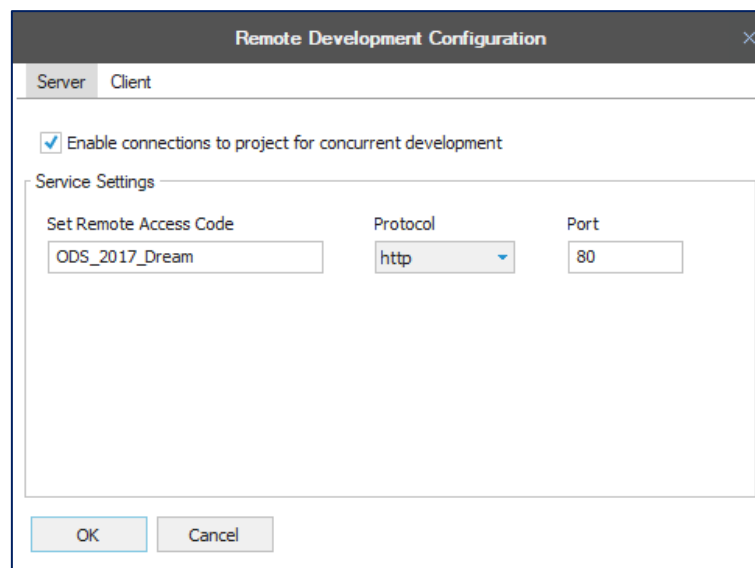 Remote Development Configuration
Server Client
Enable connections to project for concurrent development
Service Settings
Set Remote Access Code Protocol Port
ODS_2017_Dream http 80
OK Cancel